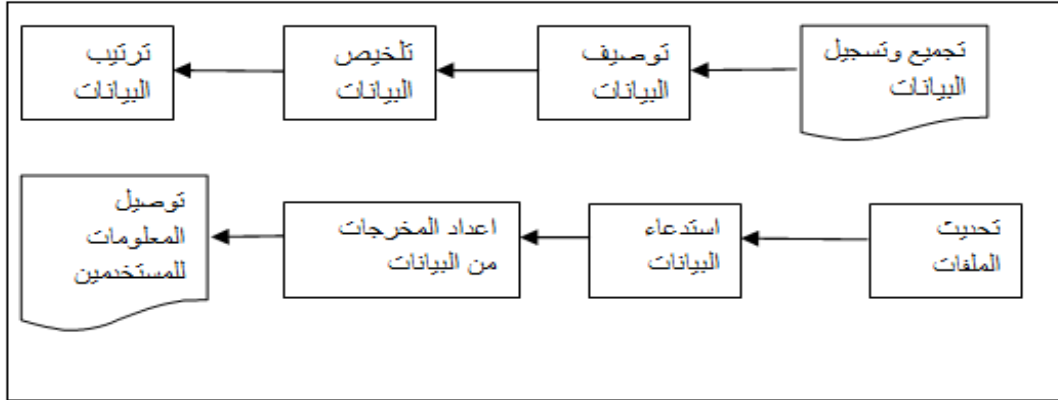 تجميع وتسجيل
البيانات
توصيف
البيانات
تلخيص
البيانات
ترتيب
البيانات
تحديت
الملفات
استدعاء
البيانات
اعداد المخرجات
من البيانات
توصيل
المعلومات
للمستخدمين